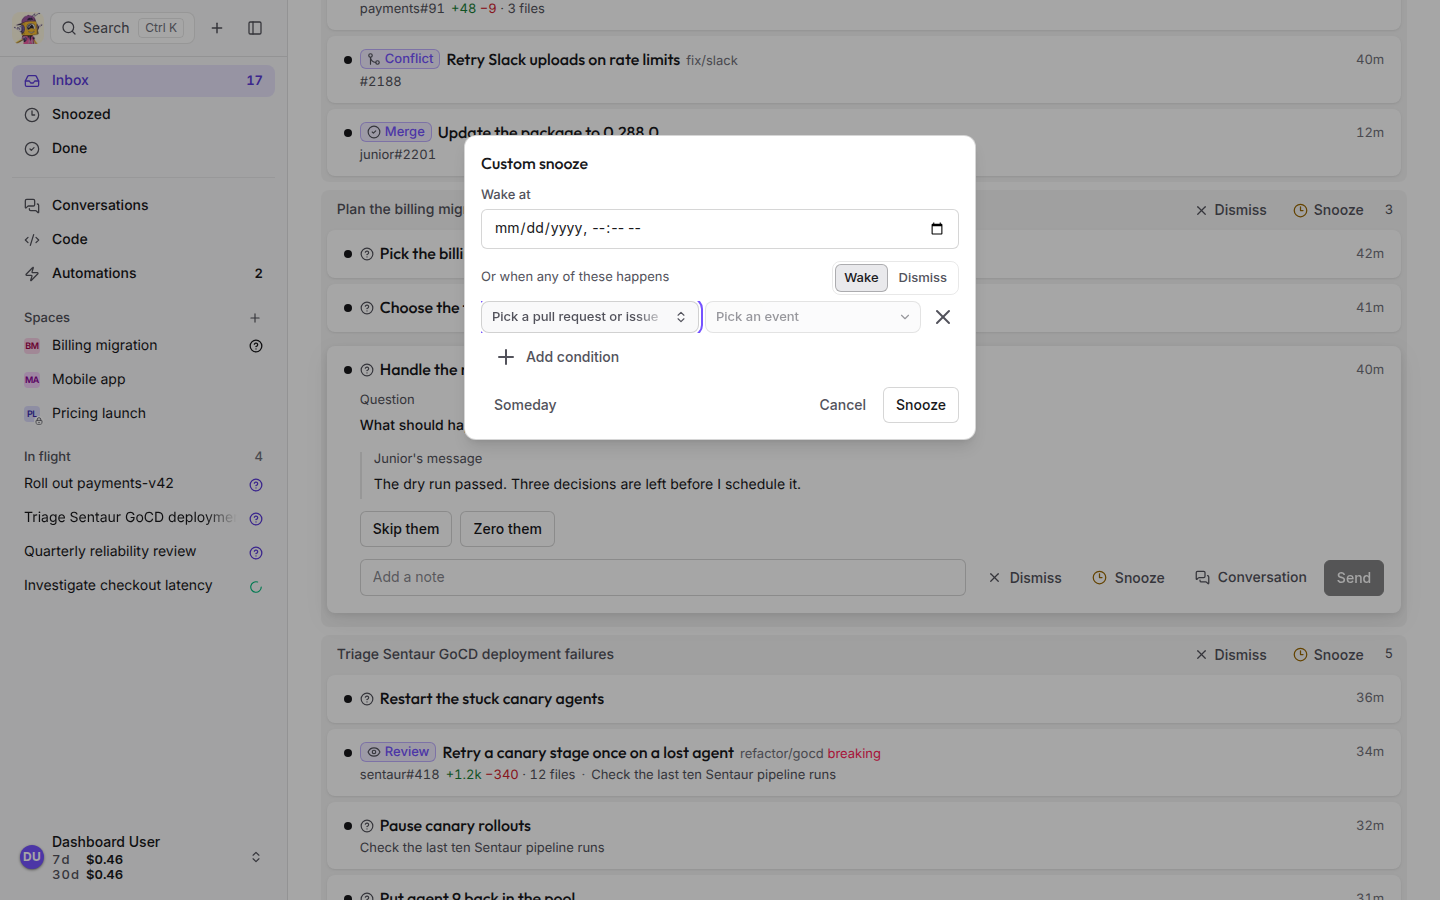 Search Ctrl K
Inbox 17
Snoozed
Done
Conversations
Code
Automations 2
Spaces
BM Billing migration
MA Mobile app
PL Pricing launch
In flight 4
Roll out payments-v42
Triage Sentaur GoCD deployme
Quarterly reliability review
Investigate checkout latency
DU Dashboard User
7d $0.46
30d $0.46
payments#91 +48 −9 · 3 files
Conflict Retry Slack uploads on rate limits fix/slack 40m
#2188
Merge Update the package to 0.288.0 12m
junior#2201
Plan the billing mig Dismiss Snooze 3
Pick the billi 42m
Choose the 41m
Handle the 40m
Question
What should ha
Junior's message
The dry run passed. Three decisions are left before I schedule it.
Skip them Zero them
Add a note Dismiss Snooze Conversation Send
Triage Sentaur GoCD deployment failures Dismiss Snooze 5
Restart the stuck canary agents 36m
Review Retry a canary stage once on a lost agent refactor/gocd breaking 34m
sentaur#418 +1.2k −340 · 12 files · Check the last ten Sentaur pipeline runs
Pause canary rollouts 32m
Check the last ten Sentaur pipeline runs
Put agent 9 back in the pool 31m
Custom snooze
Wake at
mm/dd/yyyy, --:-- --
Or when any of these happens Wake Dismiss
Pick a pull request or issue Pick an event
Add condition
Someday Cancel Snooze